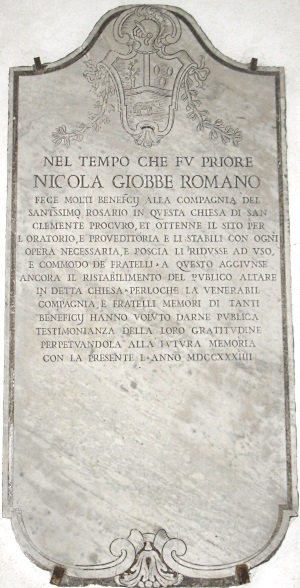 NEL TEMPO CHE FV PRIORE
NICOLA GIOBBE ROMANO
FECE MOLTI BENEFICY ALLA COMPAGNIA DEL
SANTISSIMO ROSARIO IN QVESTA CHIESA DI SAN
CLEMENTE PROCVRO, ET OTTENNE IL SITO PER
L'ORATORIO, E PROVEDITORIA E LI STABILI CON OGNI
OPERA NECESSARIA, E POSCIA LI RIDVSSE AD VSO,
E COMMODO DE FRATELLI·A QVESTO AGGIVNSE
ANCORA IL RISTABILIMENTO DEL PVBLICO ALTARE
IN DETTA CHIESA·PERLOCHE LA VENERABIL
COMPAGNIA, E FRATELLI MEMORI DI TANTI
BENEFICY HANNO VOLVTO DARNE PVBLICA
TESTIMONIANZA DELLA LORO GRATITVDINE
PERPETVANDOLA ALLA FVTVRA MEMORIA
CON LA PRESENTE L·ANNO MDCCXXXIIII